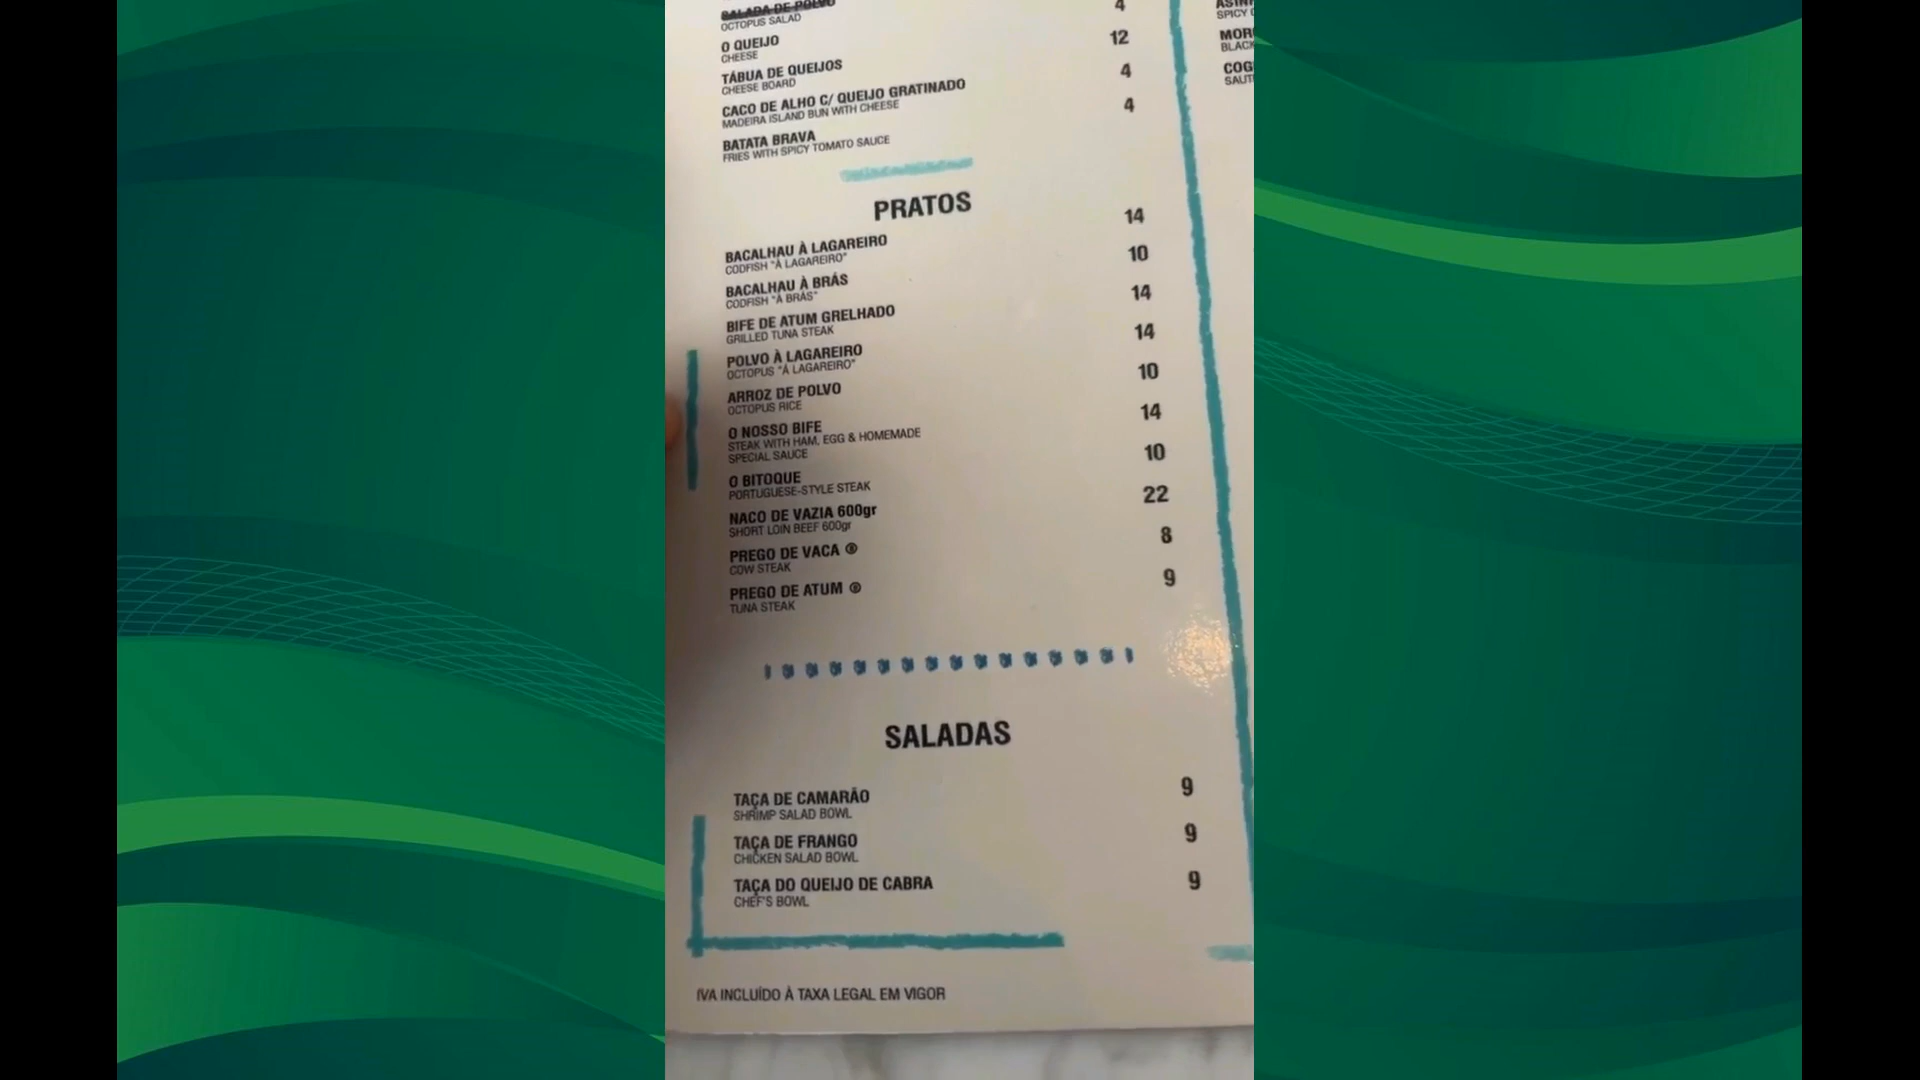 SALADA DE POLVO
OCTOPUS SALAD
4
O QUEIJO
CHEESE
12
TÁBUA DE QUEIJOS
CHEESE BOARD
4
CACO DE ALHO C/ QUEIJO GRATINADO
MADEIRA ISLAND BUN WITH CHEESE
4
BATATA BRAVA
FRIES WITH SPICY TOMATO SAUCE
PRATOS
BACALHAU À LAGAREIRO 14
CODFISH "À LAGAREIRO"
BACALHAU À BRÁS 10
CODFISH "À BRÁS"
BIFE DE ATUM GRELHADO 14
GRILLED TUNA STEAK
POLVO À LAGAREIRO 14
OCTOPUS "À LAGAREIRO"
ARROZ DE POLVO 10
OCTOPUS RICE
O NOSSO BIFE 14
STEAK WITH HAM, EGG & HOMEMADE
SPECIAL SAUCE
O BITOQUE 10
PORTUGUESE-STYLE STEAK
NACO DE VAZIA 600gr 22
SHORT LOIN BEEF 600gr
PREGO DE VACA ® 8
COW STEAK
PREGO DE ATUM ® 9
TUNA STEAK
SALADAS
TAÇA DE CAMARÃO 9
SHRIMP SALAD BOWL
TAÇA DE FRANGO 9
CHICKEN SALAD BOWL
TAÇA DO QUEIJO DE CABRA 9
CHEF'S BOWL
IVA INCLUÍDO À TAXA LEGAL EM VIGOR